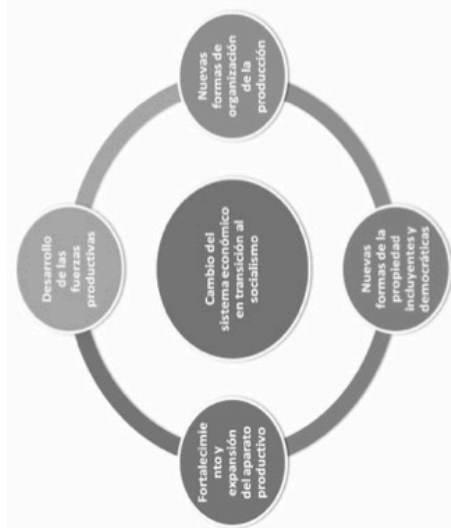 Cambio del
sistema económico
en transición al
socialismo
Desarrollo
de las
fuerzas
productivas
Nuevas
formas de
organización
de la
producción
Nuevas
formas de la
propiedad
incluyentes y
democráticas
Fortalecimie
nto y
expansión
del aparato
productivo